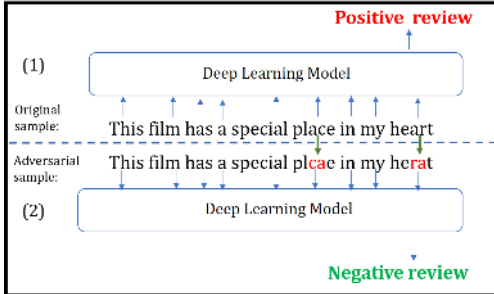 Positive review
(1)
Deep Learning Model
Original
sample:
This film has a special place in my heart
Adversarial
sample:
This film has a special plcae in my herat
(2)
Deep Learning Model
Negative review